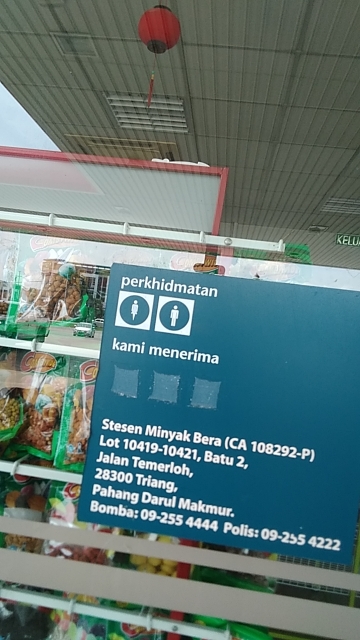 KELU
perkhidmatan
kami menerima
Stesen Minyak Bera (CA 108292-P)
Lot 10419-10421, Batu 2,
Jalan Temerloh,
28300 Triang,
Pahang Darul Makmur.
Bomba: 09-255 4444 Polis: 09-255 4222